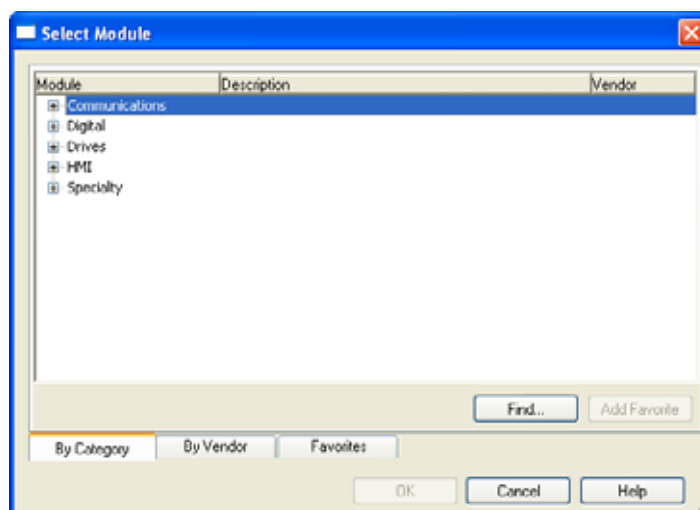 Select Module
Module Description Vendor
Communications
Digital
Drives
HMI
Specialty
Find... Add Favorite
By Category By Vendor Favorites
OK Cancel Help